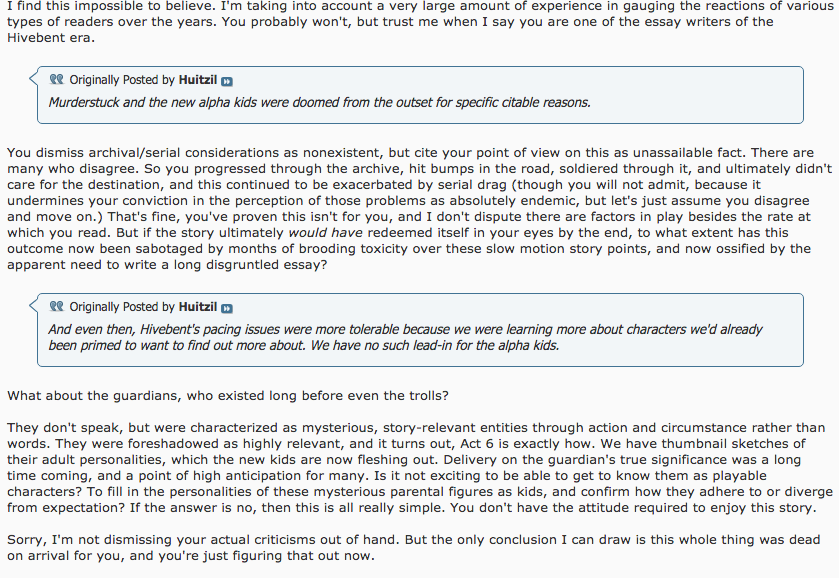 I find this impossible to believe. I'm taking into account a very large amount of experience in gauging the reactions of various
types of readers over the years. You probably won't, but trust me when I say you are one of the essay writers of the
Hivebent era.
Originally Posted by Huitzil
Murderstuck and the new alpha kids were doomed from the outset for specific citable reasons.
You dismiss archival/serial considerations as nonexistent, but cite your point of view on this as unassailable fact. There are
many who disagree. So you progressed through the archive, hit bumps in the road, soldiered through it, and ultimately didn't
care for the destination, and this continued to be exacerbated by serial drag (though you will not admit, because it
undermines your conviction in the perception of those problems as absolutely endemic, but let's just assume you disagree
and move on.) That's fine, you've proven this isn't for you, and I don't dispute there are factors in play besides the rate at
which you read. But if the story ultimately would have redeemed itself in your eyes by the end, to what extent has this
outcome now been sabotaged by months of brooding toxicity over these slow motion story points, and now ossified by the
apparent need to write a long disgruntled essay?
Originally Posted by Huitzil
And even then, Hivebent's pacing issues were more tolerable because we were learning more about characters we'd already
been primed to want to find out more about. We have no such lead-in for the alpha kids.
What about the guardians, who existed long before even the trolls?
They don't speak, but were characterized as mysterious, story-relevant entities through action and circumstance rather than
words. They were foreshadowed as highly relevant, and it turns out, Act 6 is exactly how. We have thumbnail sketches of
their adult personalities, which the new kids are now fleshing out. Delivery on the guardian's true significance was a long
time coming, and a point of high anticipation for many. Is it not exciting to be able to get to know them as playable
characters? To fill in the personalities of these mysterious parental figures as kids, and confirm how they adhere to or diverge
from expectation? If the answer is no, then this is all really simple. You don't have the attitude required to enjoy this story.
Sorry, I'm not dismissing your actual criticisms out of hand. But the only conclusion I can draw is this whole thing was dead
on arrival for you, and you're just figuring that out now.